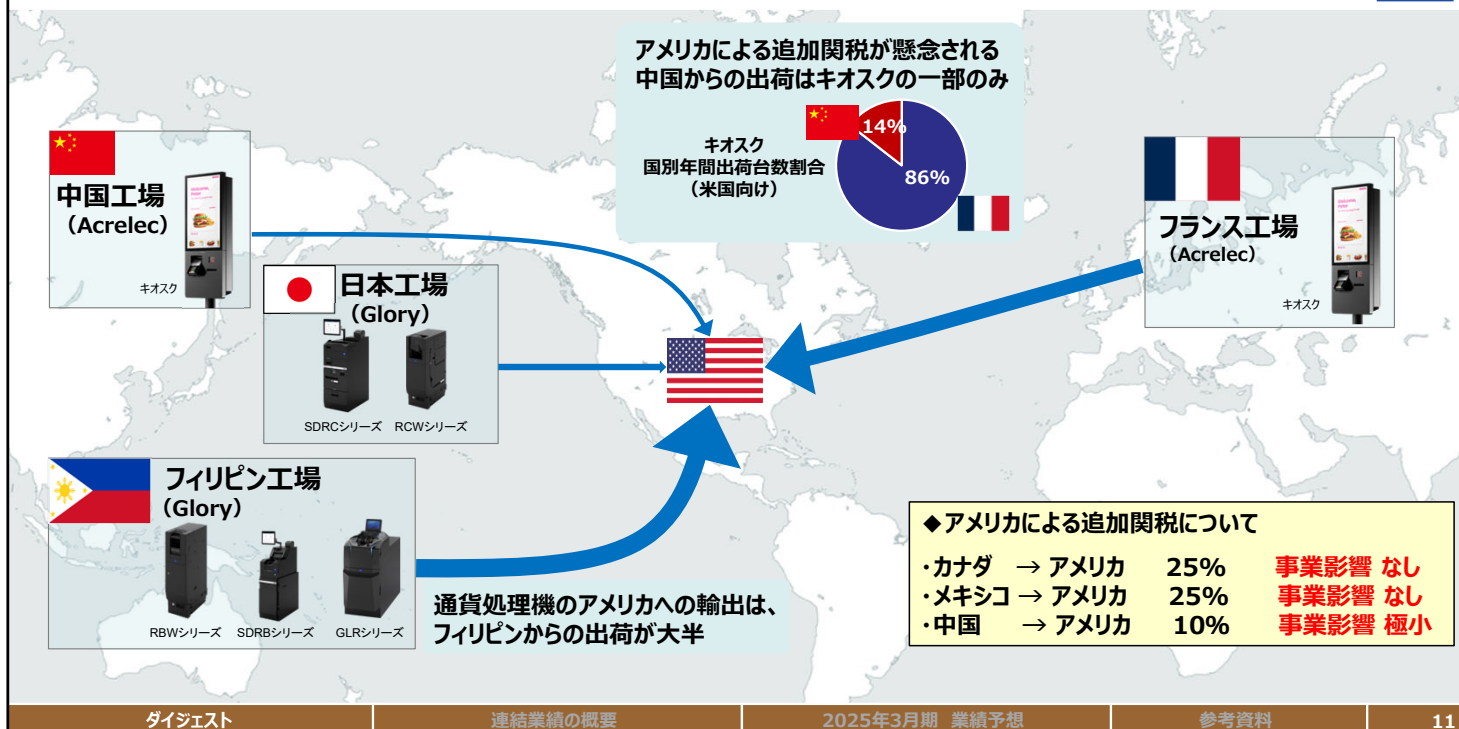 アメリカによる追加関税が懸念される
中国からの出荷はキオスクの一部のみ
キオスク
国別年間出荷台数割合
（米国向け）
14%
86%
中国工場
（Acrelec）
キオスク
日本工場
（Glory）
SDRCシリーズ RCWシリーズ
フランス工場
（Acrelec）
キオスク
フィリピン工場
（Glory）
RBWシリーズ SDRBシリーズ GLRシリーズ
通貨処理機のアメリカへの輸出は、
フィリピンからの出荷が大半
◆アメリカによる追加関税について
・カナダ → アメリカ 25% 事業影響 なし
・メキシコ → アメリカ 25% 事業影響 なし
・中国 → アメリカ 10% 事業影響 極小
ダイジェスト 連結業績の概要 2025年3月期 業績予想 参考資料 11